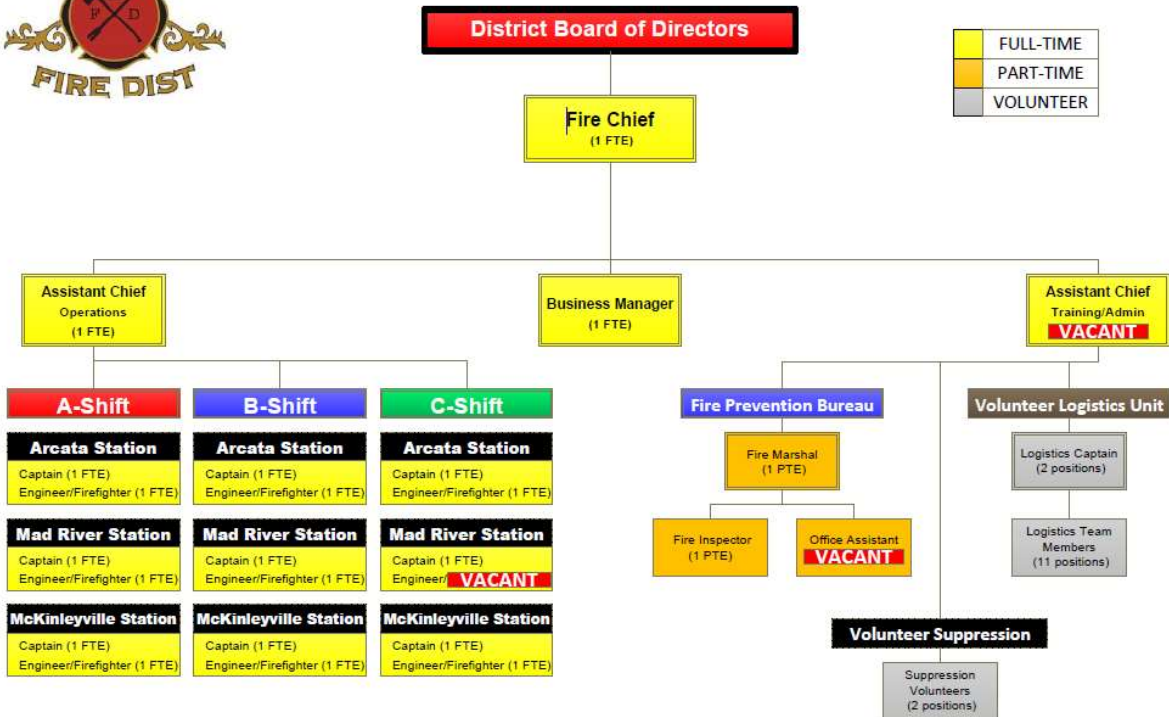 F D
FIRE DIST
District Board of Directors
FULL-TIME
PART-TIME
VOLUNTEER
Fire Chief
(1 FTE)
Assistant Chief
Operations
(1 FTE)
Business Manager
(1 FTE)
Assistant Chief
Training/Admin
VACANT
A-Shift
Arcata Station
Captain (1 FTE)
Engineer/Firefighter (1 FTE)
Mad River Station
Captain (1 FTE)
Engineer/Firefighter (1 FTE)
McKinleyville Station
Captain (1 FTE)
Engineer/Firefighter (1 FTE)
B-Shift
Arcata Station
Captain (1 FTE)
Engineer/Firefighter (1 FTE)
Mad River Station
Captain (1 FTE)
Engineer/Firefighter (1 FTE)
McKinleyville Station
Captain (1 FTE)
Engineer/Firefighter (1 FTE)
C-Shift
Arcata Station
Captain (1 FTE)
Engineer/Firefighter (1 FTE)
Mad River Station
Captain (1 FTE)
Engineer/ VACANT
McKinleyville Station
Captain (1 FTE)
Engineer/Firefighter (1 FTE)
Fire Prevention Bureau
Fire Marshal
(1 PTE)
Fire Inspector
(1 PTE)
Office Assistant
VACANT
Volunteer Suppression
Suppression
Volunteers
(2 positions)
Volunteer Logistics Unit
Logistics Captain
(2 positions)
Logistics Team
Members
(11 positions)